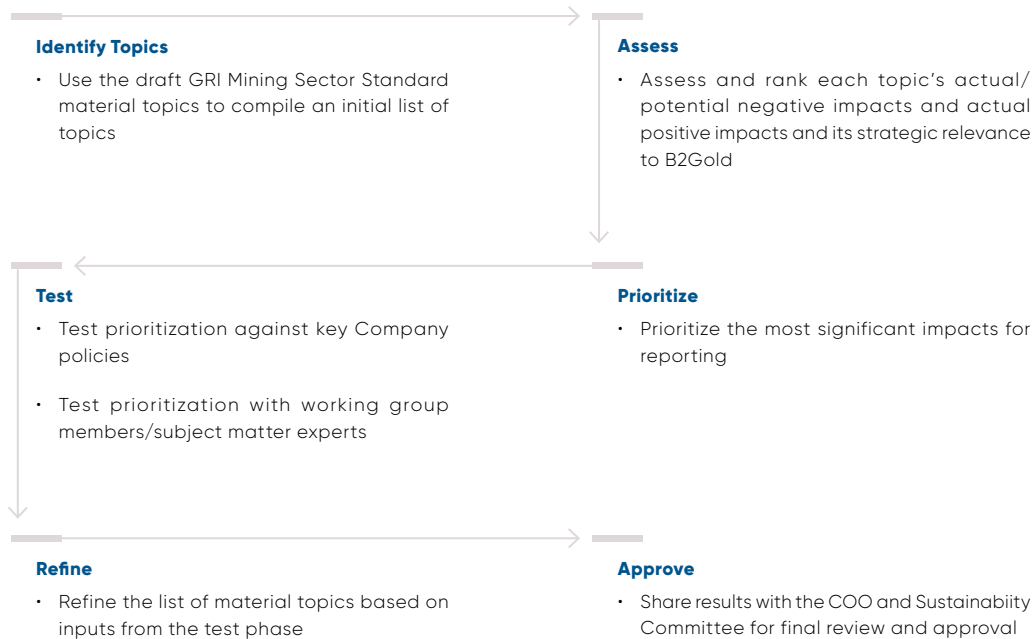 Identify Topics
• Use the draft GRI Mining Sector Standard
material topics to compile an initial list of
topics
Assess
• Assess and rank each topic's actual/
potential negative impacts and actual
positive impacts and its strategic relevance
to B2Gold
Prioritize
• Prioritize the most significant impacts for
reporting
Test
• Test prioritization against key Company
policies
• Test prioritization with working group
members/subject matter experts
Refine
• Refine the list of material topics based on
inputs from the test phase
Approve
• Share results with the COO and Sustainabiity
Committee for final review and approval